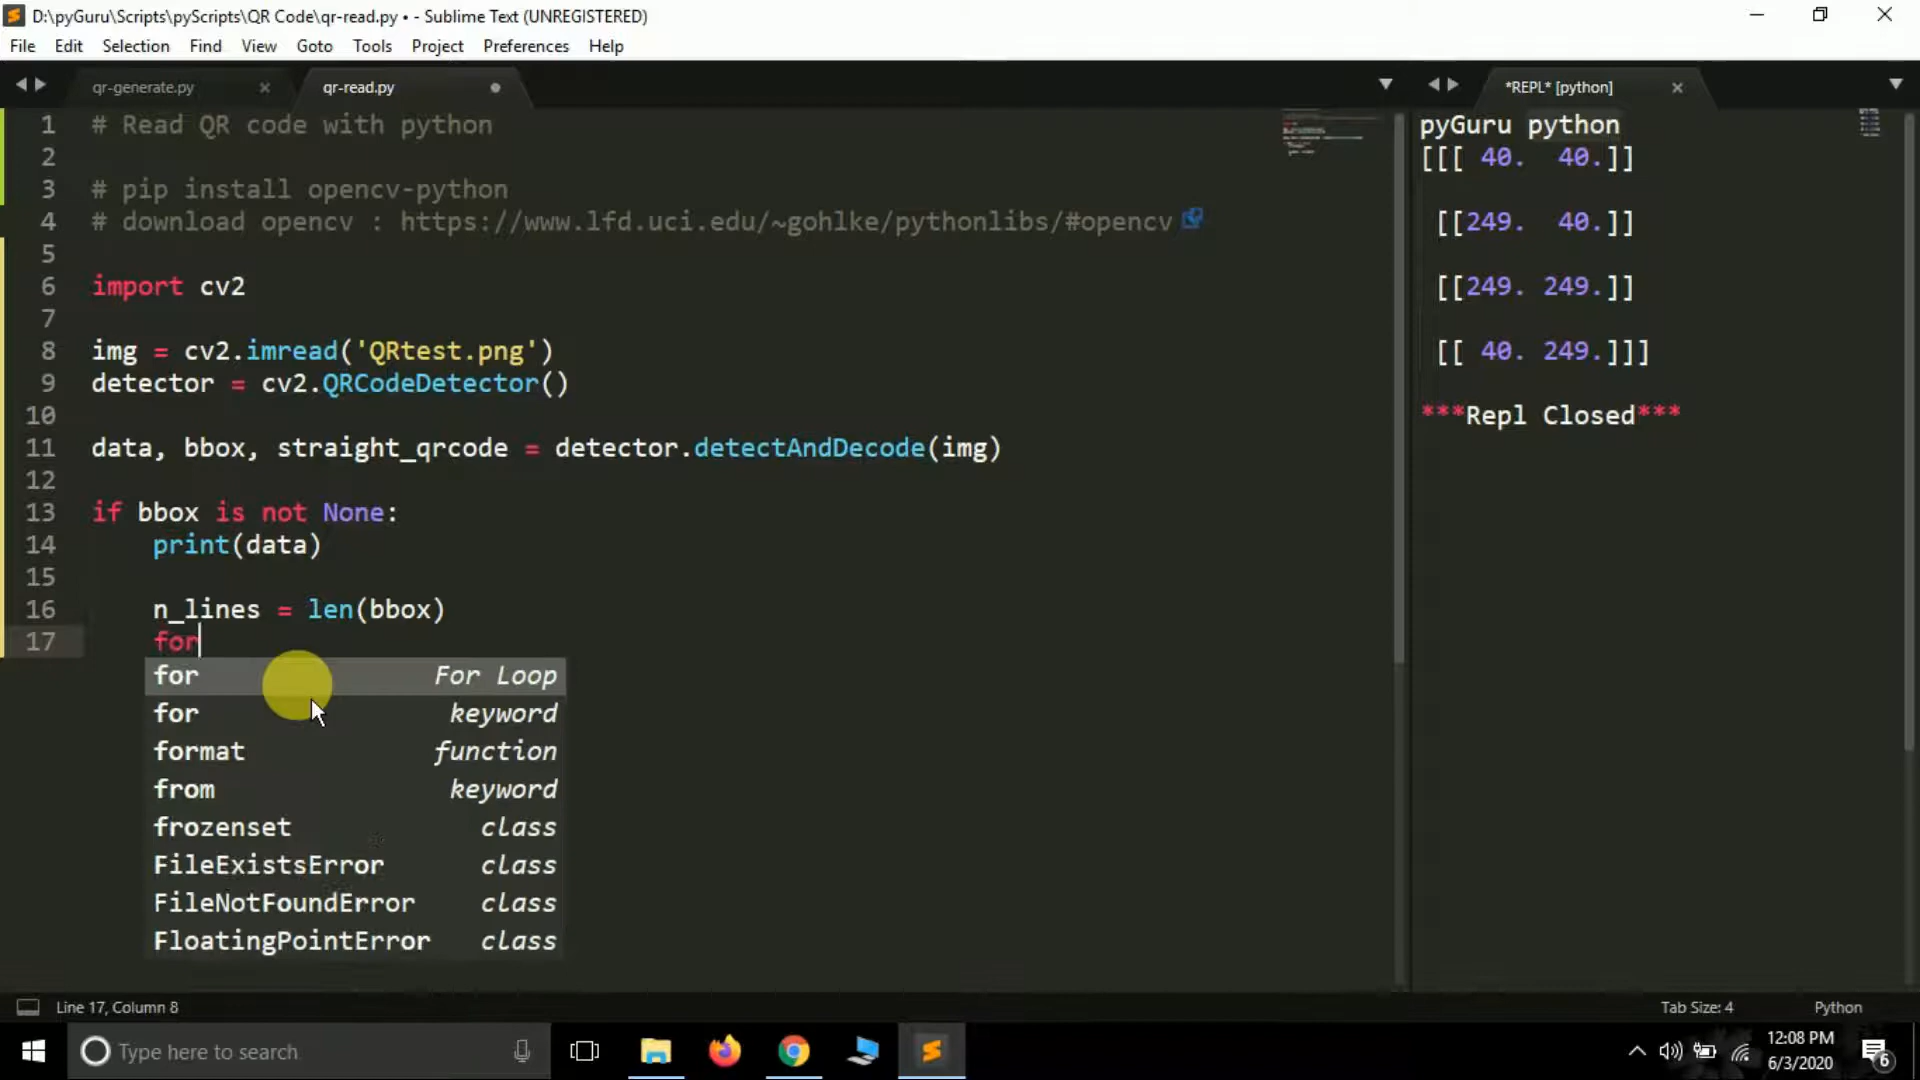 D:\pyGuru\Scripts\pyScripts\QR Code\qr-read.py • - Sublime Text (UNREGISTERED)
File Edit Selection Find View Goto Tools Project Preferences Help
qr-generate.py qr-read.py *REPL* [python]
1 # Read QR code with python
2
3 # pip install opencv-python
4 # download opencv : https://www.lfd.uci.edu/~gohlke/pythonlibs/#opencv
5
6 import cv2
7
8 img = cv2.imread('QRtest.png')
9 detector = cv2.QRCodeDetector()
10
11 data, bbox, straight_qrcode = detector.detectAndDecode(img)
12
13 if bbox is not None:
14 print(data)
15
16 n_lines = len(bbox)
17 for
for For Loop
for keyword
format function
from keyword
frozenset class
FileExistsError class
FileNotFoundError class
FloatingPointError class
pyGuru python
[[[ 40. 40.]]
[[249. 40.]]
[[249. 249.]]
[[ 40. 249.]]]
***Repl Closed***
Line 17, Column 8 Tab Size: 4 Python
Type here to search
12:08 PM
6/3/2020
6